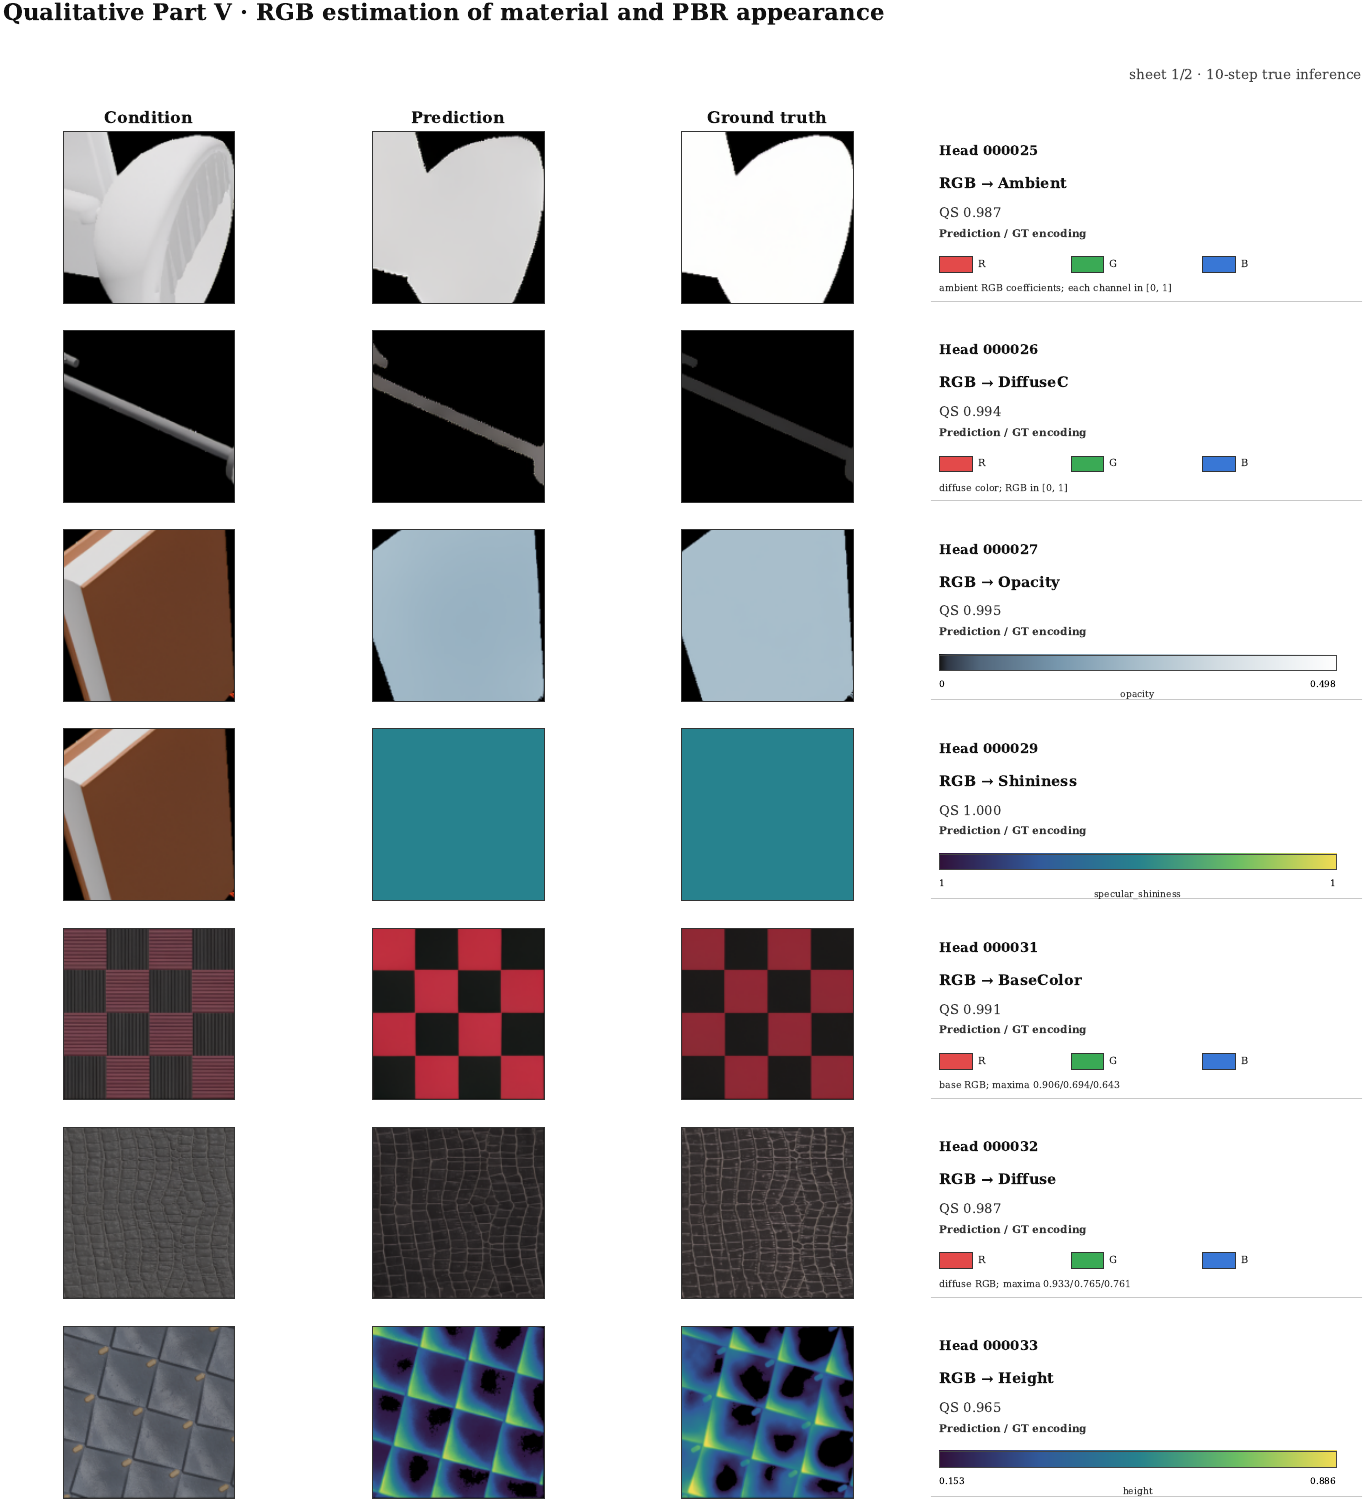 Qualitative Part V · RGB estimation of material and PBR appearance
sheet 1/2 · 10-step true inference
Condition Prediction Ground truth
Head 000025
RGB → Ambient
QS 0.987
Prediction / GT encoding
R G B
ambient RGB coefficients; each channel in [0, 1]
Head 000026
RGB → DiffuseC
QS 0.994
Prediction / GT encoding
R G B
diffuse color; RGB in [0, 1]
Head 000027
RGB → Opacity
QS 0.995
Prediction / GT encoding
0 0.498
opacity
Head 000029
RGB → Shininess
QS 1.000
Prediction / GT encoding
1 1
specular_shininess
Head 000031
RGB → BaseColor
QS 0.991
Prediction / GT encoding
R G B
base RGB; maxima 0.906/0.694/0.643
Head 000032
RGB → Diffuse
QS 0.987
Prediction / GT encoding
R G B
diffuse RGB; maxima 0.933/0.765/0.761
Head 000033
RGB → Height
QS 0.965
Prediction / GT encoding
0.153 0.886
height